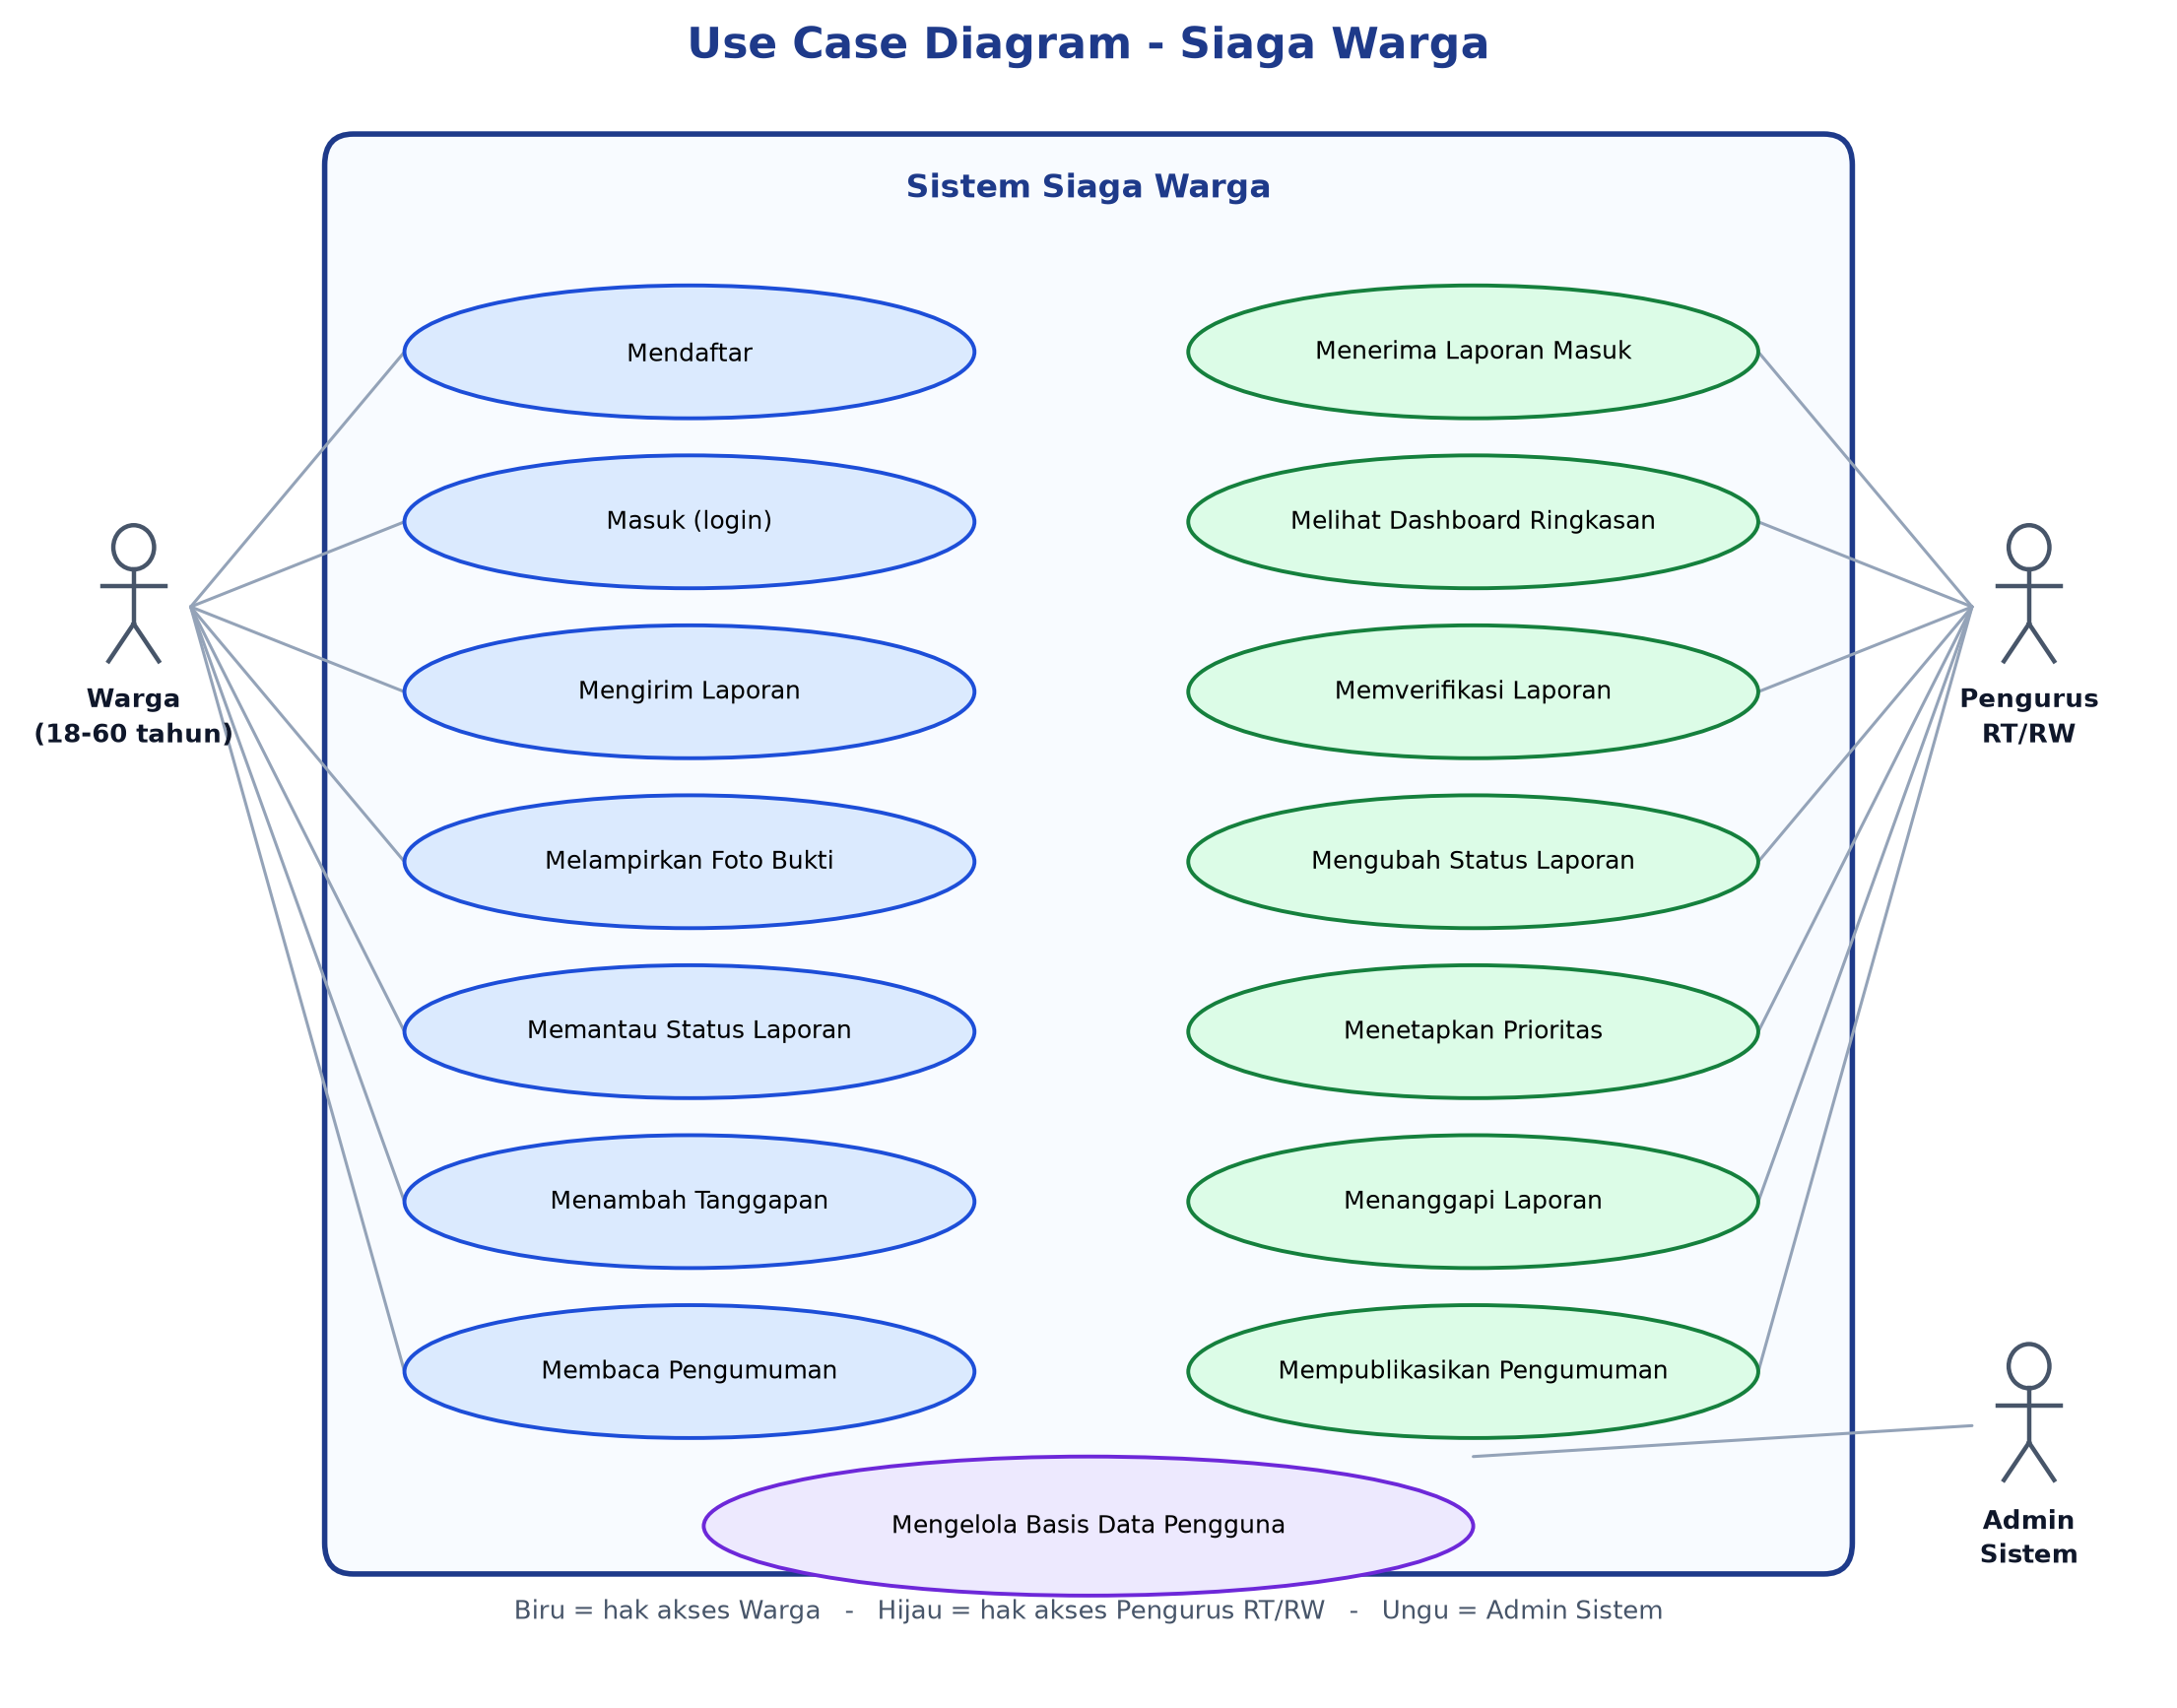 Use Case Diagram - Siaga Warga
Sistem Siaga Warga
Mendaftar
Menerima Laporan Masuk
Masuk (login)
Melihat Dashboard Ringkasan
Mengirim Laporan
Memverifikasi Laporan
Warga
(18-60 tahun)
Pengurus
RT/RW
Melampirkan Foto Bukti
Mengubah Status Laporan
Memantau Status Laporan
Menetapkan Prioritas
Menambah Tanggapan
Menanggapi Laporan
Membaca Pengumuman
Mempublikasikan Pengumuman
Mengelola Basis Data Pengguna
Admin
Sistem
Biru = hak akses Warga - Hijau = hak akses Pengurus RT/RW - Ungu = Admin Sistem